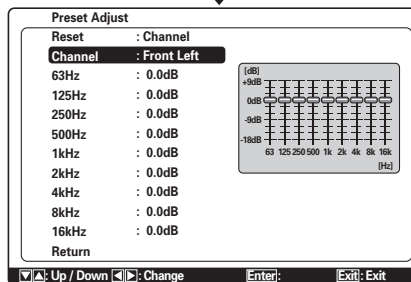 Preset Adjust
Reset : Channel
Channel : Front Left
63Hz : 0.0dB
125Hz : 0.0dB
250Hz : 0.0dB
500Hz : 0.0dB
1kHz : 0.0dB
2kHz : 0.0dB
4kHz : 0.0dB
8kHz : 0.0dB
16kHz : 0.0dB
Return
[dB]
+9dB
0dB
-9dB
-18dB
63 125 250 500 1k 2k 4k 8k 16k
[Hz]
▼▲: Up / Down ◀▶: Change Enter: Exit: Exit